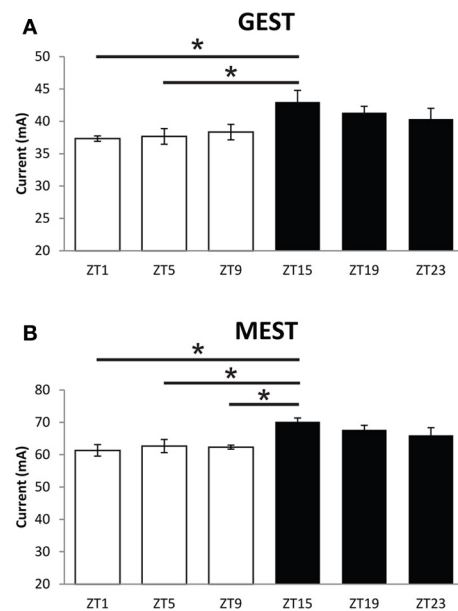 A
GEST
*
*
50
45
40
35
30
25
20
Current (mA)
ZT1 ZT5 ZT9 ZT15 ZT19 ZT23
B
MEST
*
*
*
80
70
60
50
40
30
20
Current (mA)
ZT1 ZT5 ZT9 ZT15 ZT19 ZT23